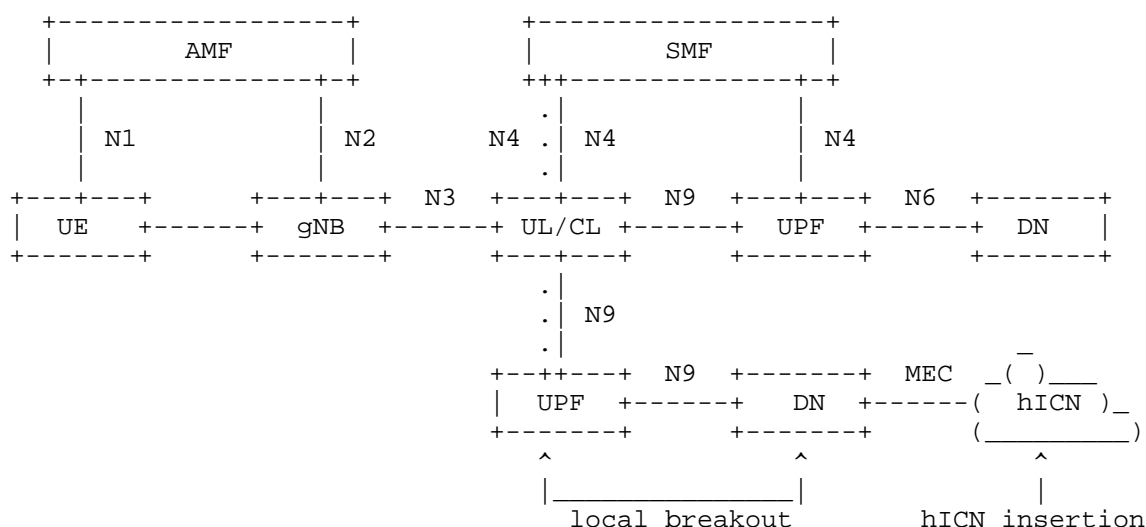 AMF SMF
N1 N2 N4 N4 N4
N3 N9 N6
UE gNB UL/CL UPF DN
N9
N9 MEC
UPF DN hICN
local breakout hICN insertion